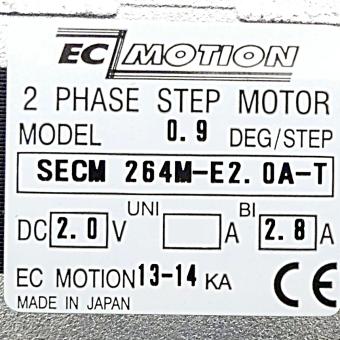 EC MOTION
2 PHASE STEP MOTOR
MODEL 0.9 DEG/STEP
SECM 264M-E2.0A-T
UNI BI
DC 2.0 V A 2.8 A
EC MOTION 13-14 KA
MADE IN JAPAN CE